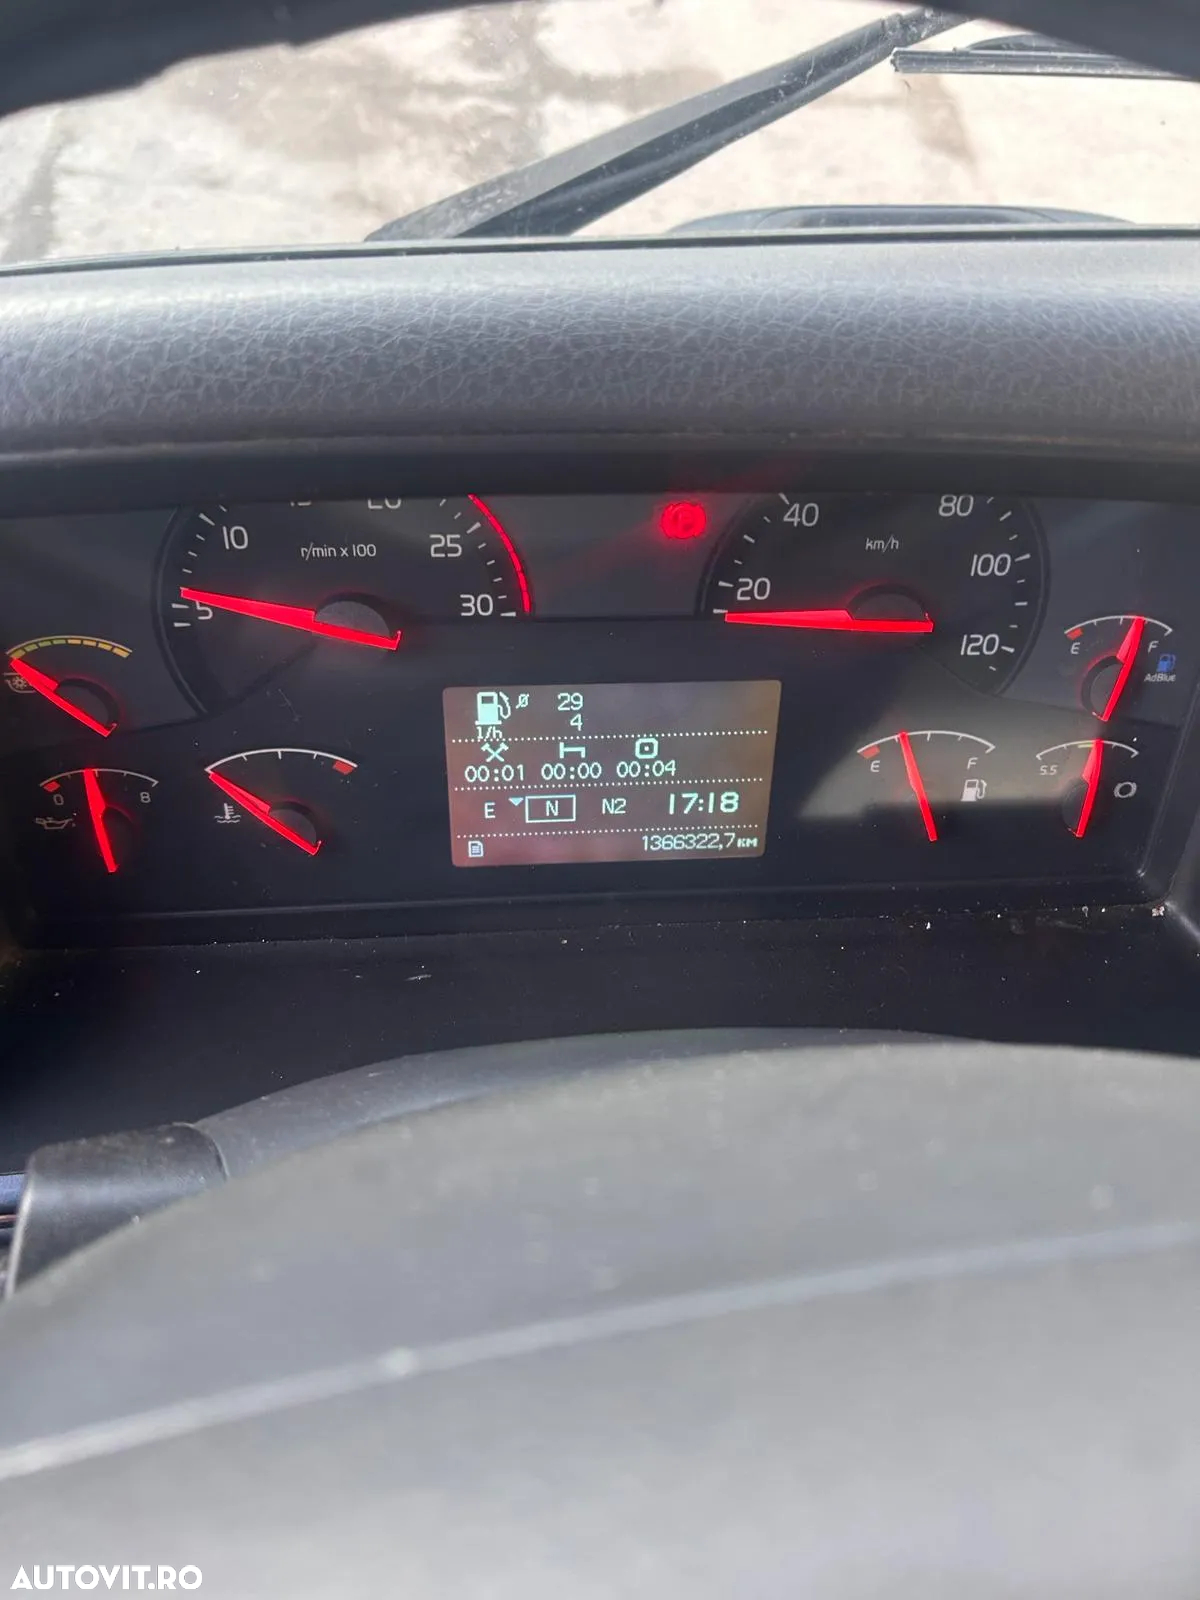 10 25 30 5
r/min x 100
40 80 100 20 120
km/h
E F
AdBlue
29
4
l/h
00:01 00:00 00:04
E N N2 17:18
1366322,7 KM
0 8
E F
5.5
P
AUTOVIT.RO